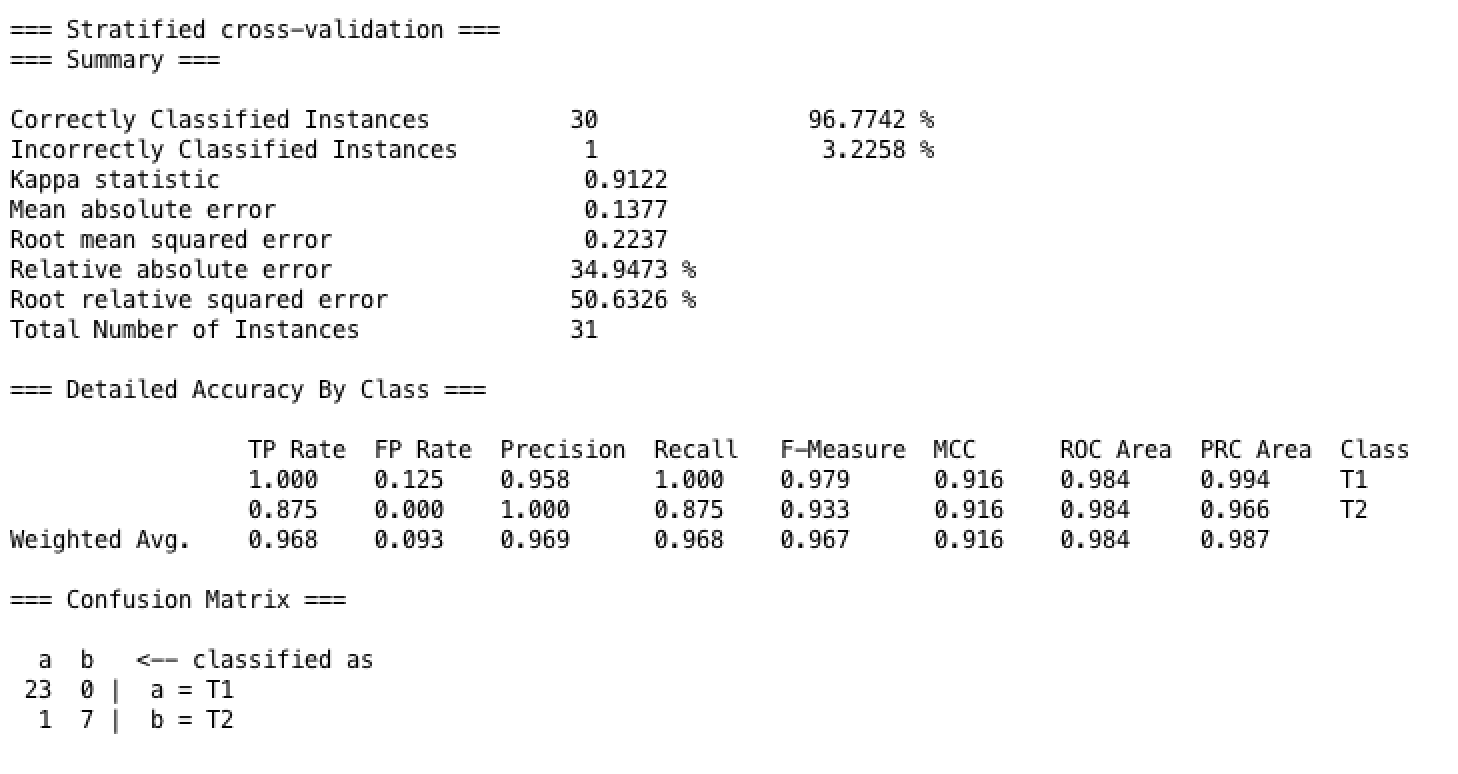 === Stratified cross-validation ===
=== Summary ===
Correctly Classified Instances 30 96.7742 %
Incorrectly Classified Instances 1 3.2258 %
Kappa statistic 0.9122
Mean absolute error 0.1377
Root mean squared error 0.2237
Relative absolute error 34.9473 %
Root relative squared error 50.6326 %
Total Number of Instances 31
=== Detailed Accuracy By Class ===
TP Rate FP Rate Precision Recall F-Measure MCC ROC Area PRC Area Class
1.000 0.125 0.958 1.000 0.979 0.916 0.984 0.994 T1
0.875 0.000 1.000 0.875 0.933 0.916 0.984 0.966 T2
Weighted Avg. 0.968 0.093 0.969 0.968 0.967 0.916 0.984 0.987
=== Confusion Matrix ===
a b <-- classified as
23 0 | a = T1
1 7 | b = T2